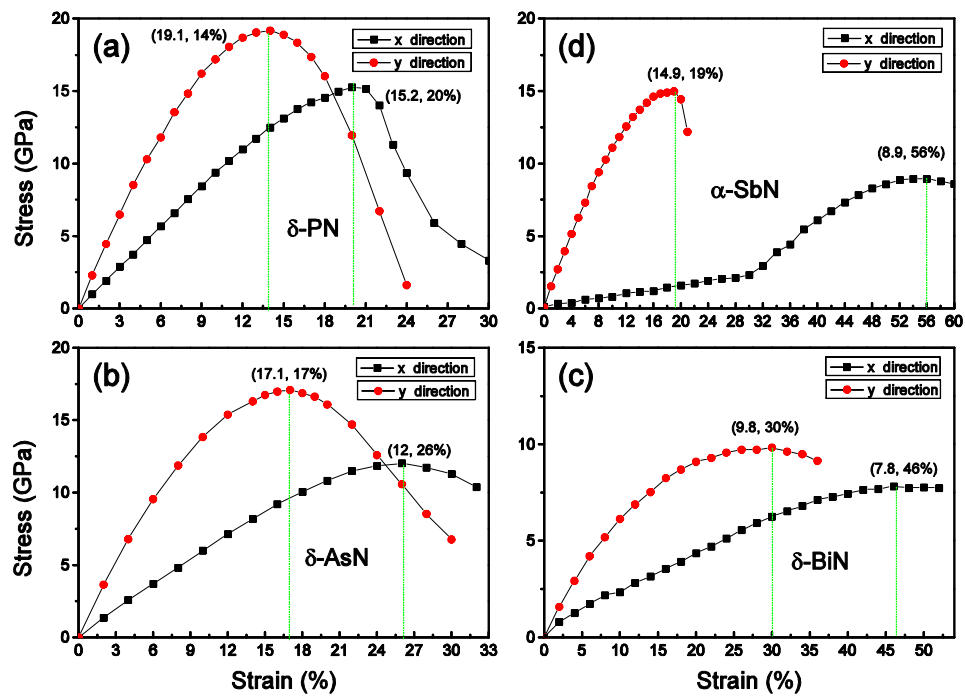 (a)
(19.1, 14%)
x direction
y direction
(15.2, 20%)
δ-PN
20
15
10
5
0
0 3 6 9 12 15 18 21 24 27 30
Stress (GPa)
(d)
x direction
y direction
(14.9, 19%)
(8.9, 56%)
α-SbN
20
15
10
5
0
0 4 8 12 16 20 24 28 32 36 40 44 48 52 56 60
(b)
x direction
y direction
(17.1, 17%)
(12, 26%)
δ-AsN
20
15
10
5
0
0 3 6 9 12 15 18 21 24 27 30 33
Stress (GPa)
Strain (%)
(c)
x direction
y direction
(9.8, 30%)
(7.8, 46%)
δ-BiN
15
10
5
0
0 5 10 15 20 25 30 35 40 45 50
Strain (%)